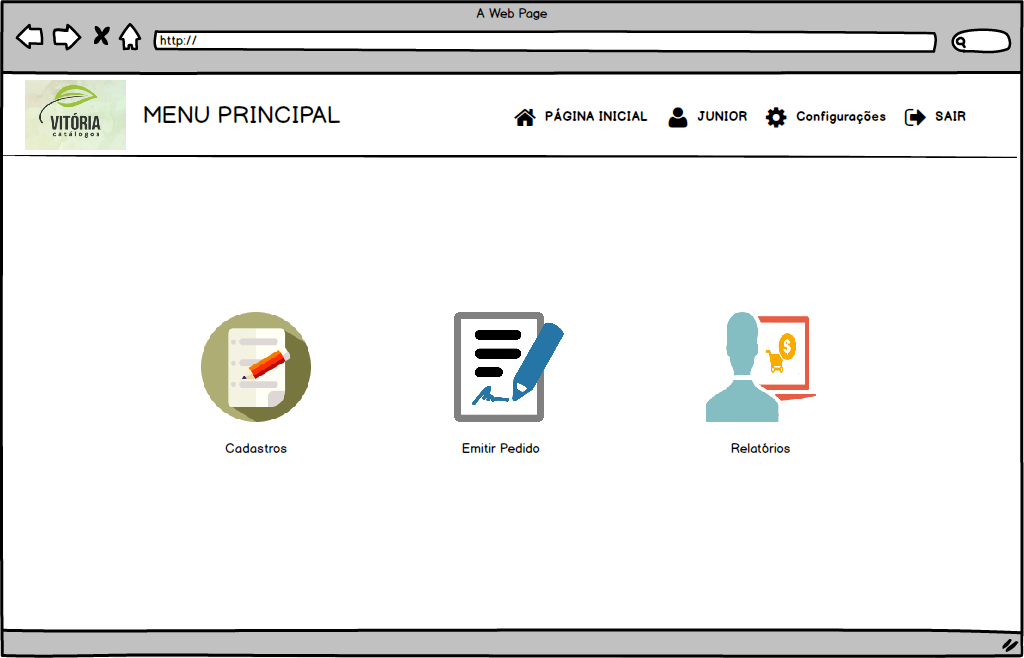 A Web Page
http://
VITÓRIA
catálogos
MENU PRINCIPAL
PÁGINA INICIAL
JUNIOR
Configurações
SAIR
Cadastros
Emitir Pedido
Relatórios